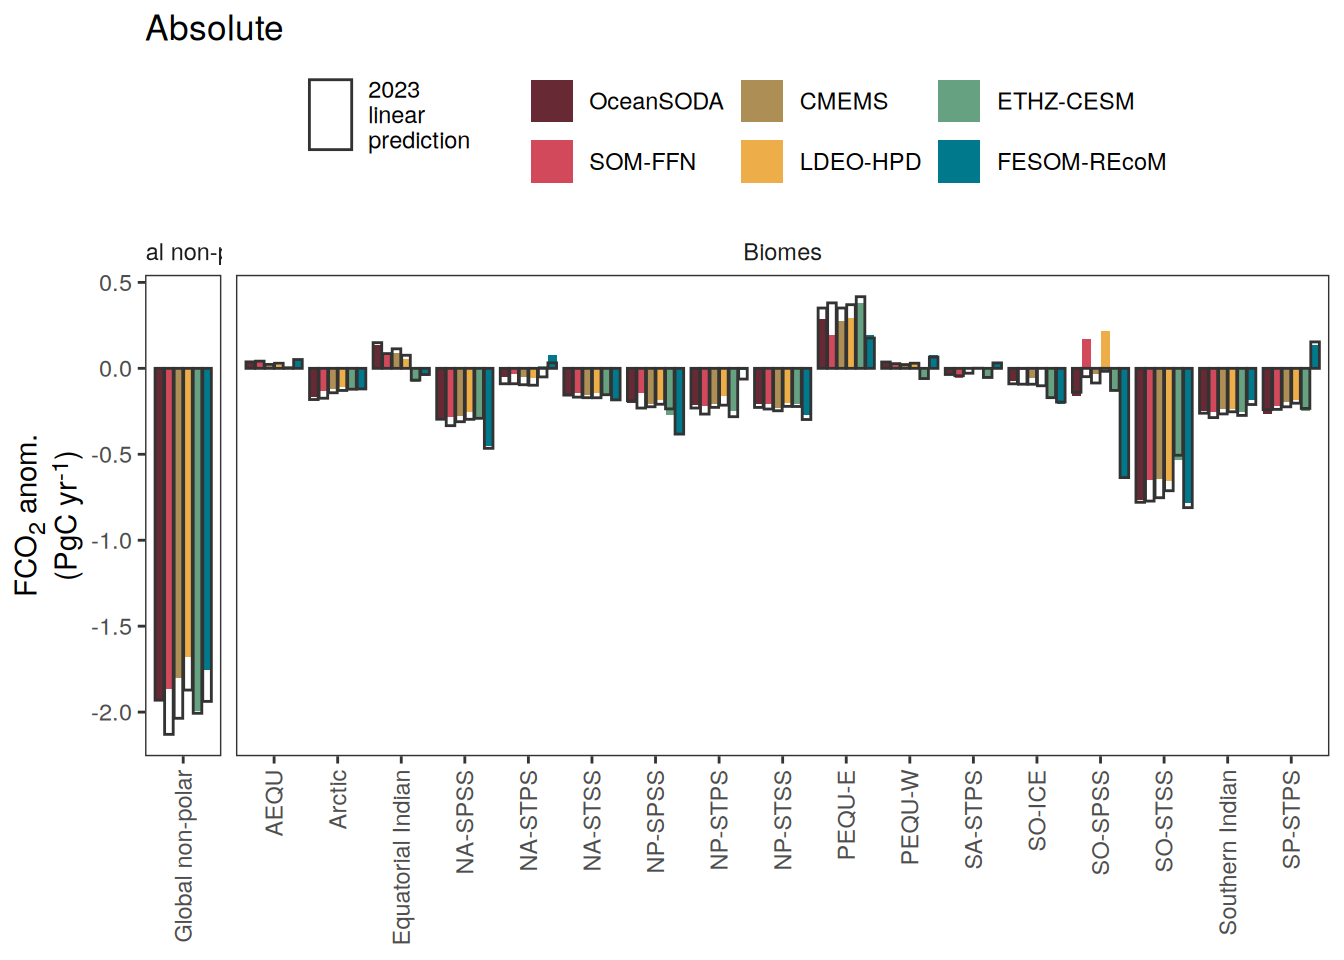 Absolute
2023
linear
prediction
OceanSODA
CMEMS
ETHZ-CESM
SOM-FFN
LDEO-HPD
FESOM-REcoM
al non-p
Biomes
FCO2 anom.
(PgC yr-1)
0.5
0.0
-0.5
-1.0
-1.5
-2.0
Global non-polar
AEQU
Arctic
Equatorial Indian
NA-SPSS
NA-STPS
NA-STSS
NP-SPSS
NP-STPS
NP-STSS
PEQU-E
PEQU-W
SA-STPS
SO-ICE
SO-SPSS
SO-STSS
Southern Indian
SP-STPS